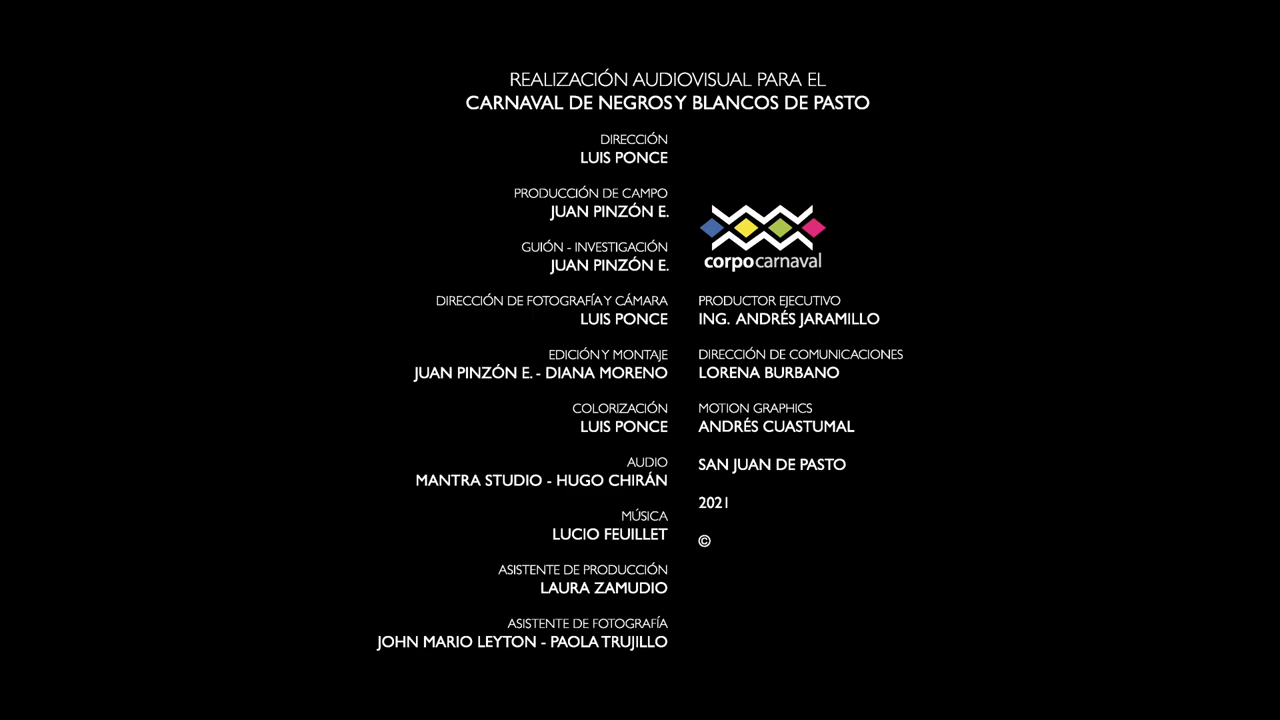 REALIZACIÓN AUDIOVISUAL PARA EL
CARNAVAL DE NEGROS Y BLANCOS DE PASTO
DIRECCIÓN
LUIS PONCE
PRODUCCIÓN DE CAMPO
JUAN PINZÓN E.
GUIÓN - INVESTIGACIÓN
JUAN PINZÓN E.
DIRECCIÓN DE FOTOGRAFÍA Y CÁMARA
LUIS PONCE
EDICIÓN Y MONTAJE
JUAN PINZÓN E. - DIANA MORENO
COLORIZACIÓN
LUIS PONCE
AUDIO
MANTRA STUDIO - HUGO CHIRÁN
MÚSICA
LUCIO FEUILLET
ASISTENTE DE PRODUCCIÓN
LAURA ZAMUDIO
ASISTENTE DE FOTOGRAFÍA
JOHN MARIO LEYTON - PAOLA TRUJILLO
corpocarnaval
PRODUCTOR EJECUTIVO
ING. ANDRÉS JARAMILLO
DIRECCIÓN DE COMUNICACIONES
LORENA BURBANO
MOTION GRAPHICS
ANDRÉS CUASTUMAL
SAN JUAN DE PASTO
2021
©